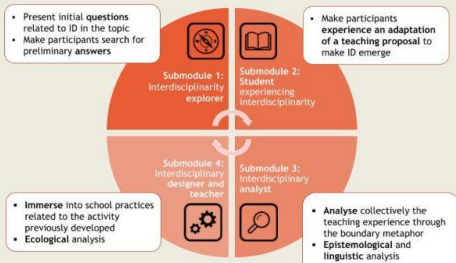 ▪ Present initial questions
related to ID in the topic
▪ Make participants search for
preliminary answers
▪ Make participants
experience an adaptation
of a teaching proposal to
make ID emerge
Submodule 1:
Interdisciplinarity
explorer
Submodule 2:
Student
experiencing
interdisciplinarity
Submodule 4:
Interdisciplinary
designer and
teacher
Submodule 3:
Interdisciplinary
analyst
▪ Immerse into school practices
related to the activity
previously developed
▪ Ecological analysis
▪ Analyse collectively the
teaching experience through
the boundary metaphor
▪ Epistemological and
linguistic analysis